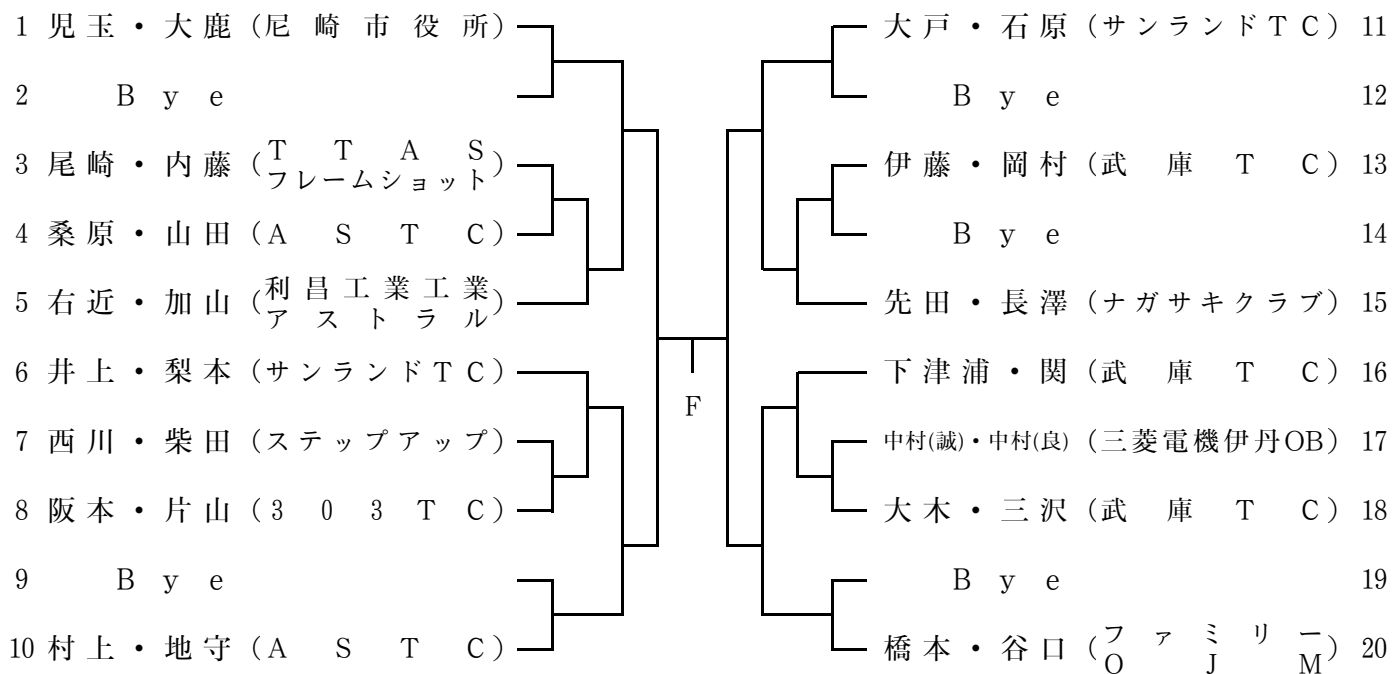 1 児玉・大鹿 (尼崎市役所)
2 Bye
3 尾崎・内藤 (TTAS フレームショット)
4 桑原・山田 (ASTC)
5 右近・加山 (利昌工業工業 アストラル)
6 井上・梨本 (サンランドTC)
7 西川・柴田 (ステップアップ)
8 阪本・片山 (303TC)
9 Bye
10 村上・地守 (ASTC)
F
大戸・石原 (サンランドTC) 11
Bye 12
伊藤・岡村 (武庫TC) 13
Bye 14
先田・長澤 (ナガサキクラブ) 15
下津浦・関 (武庫TC) 16
中村(誠)・中村(良) (三菱電機伊丹OB) 17
大木・三沢 (武庫TC) 18
Bye 19
橋本・谷口 (ファミリー OJM) 20